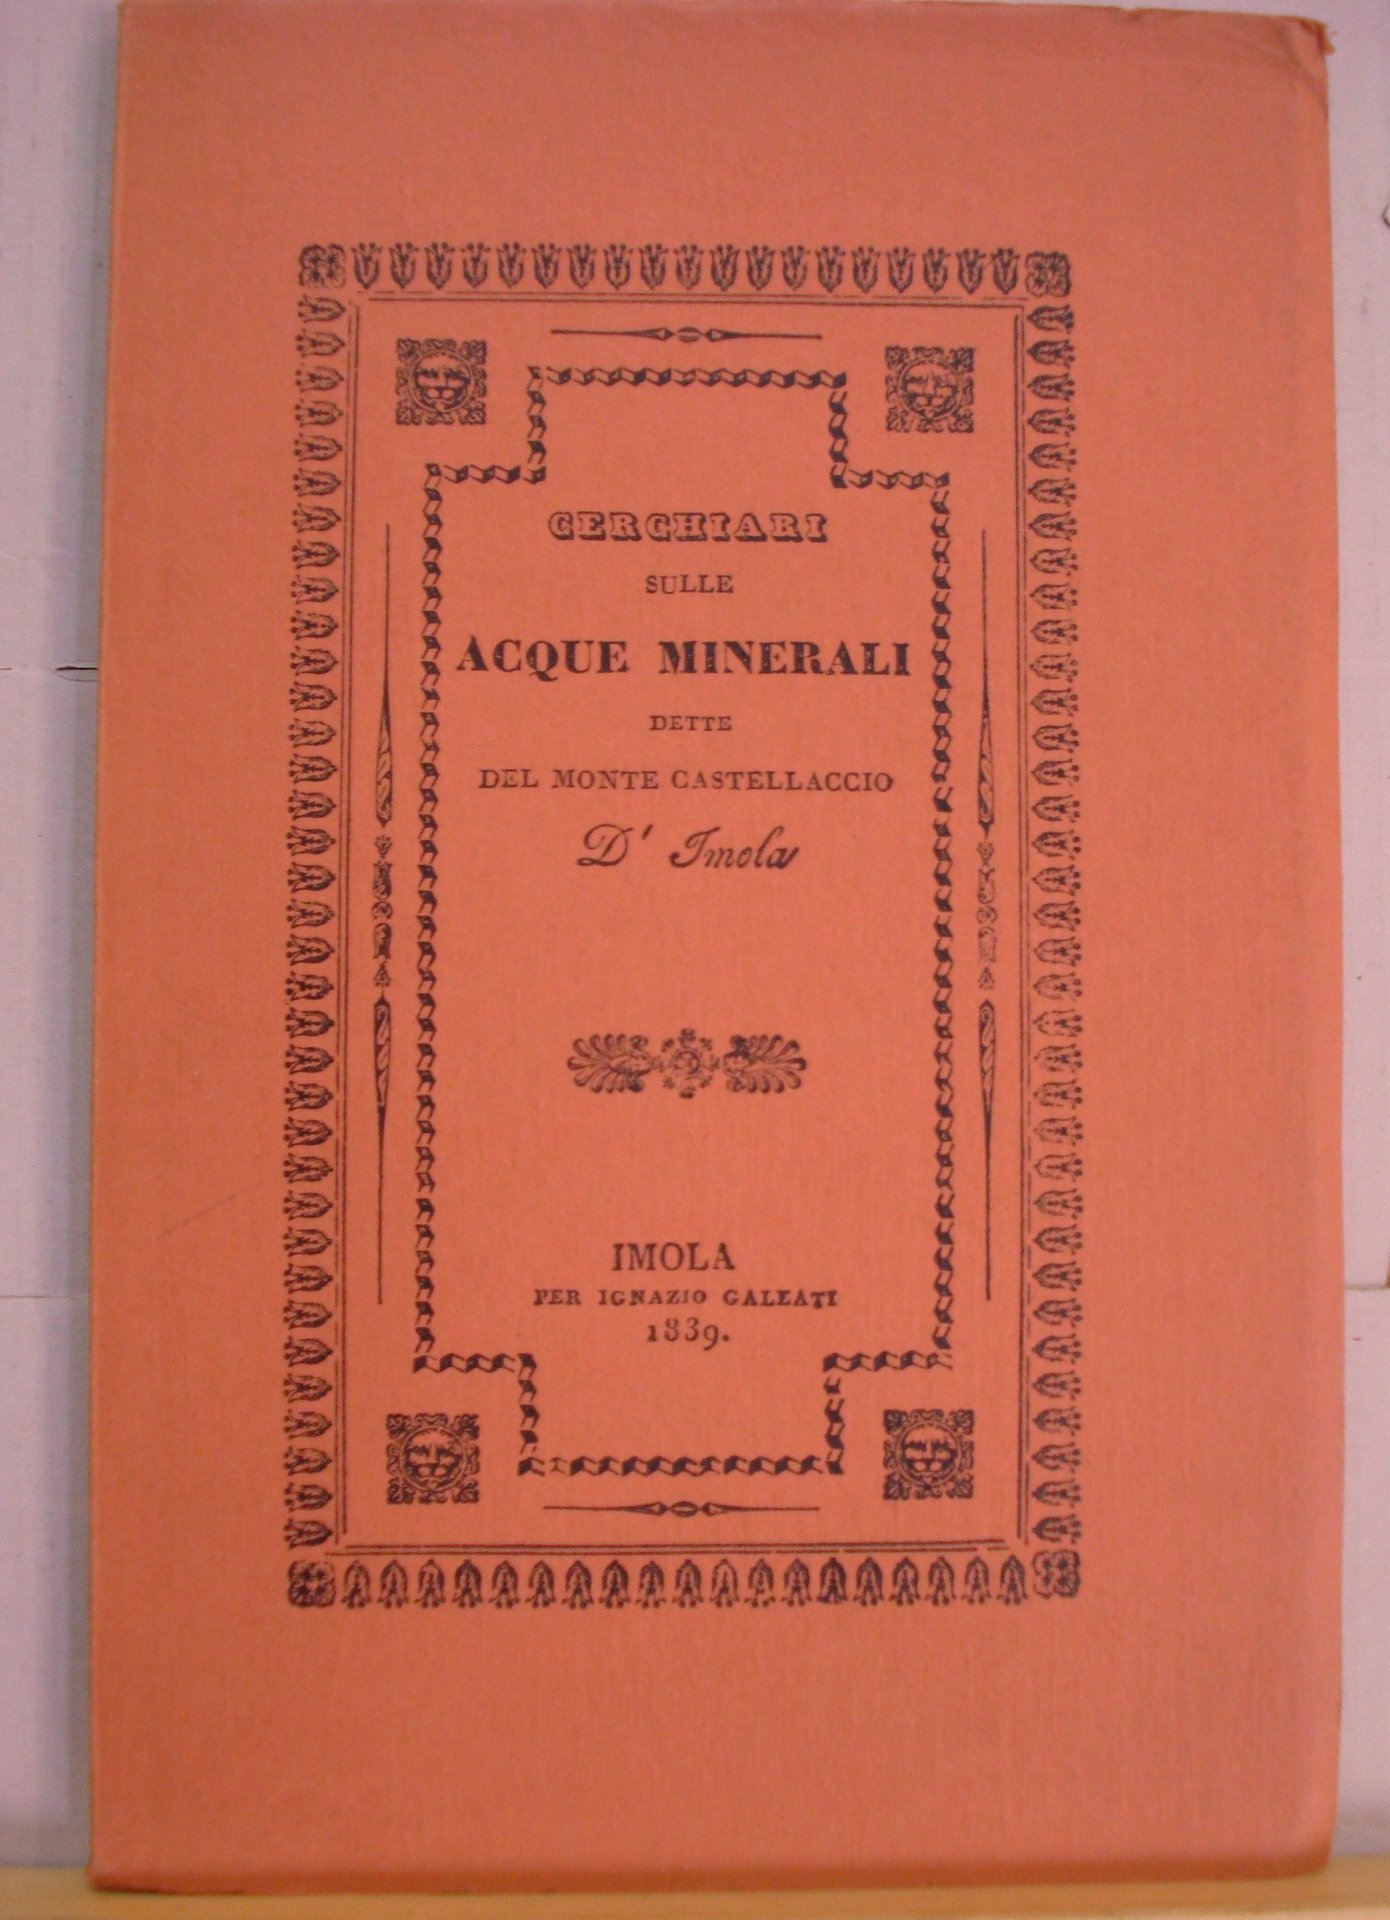 CERCHIARI
SULLE
ACQUE MINERALI
DETTE
DEL MONTE CASTELLACCIO
D' Imola
IMOLA
PER IGNAZIO GALEATI
1839.